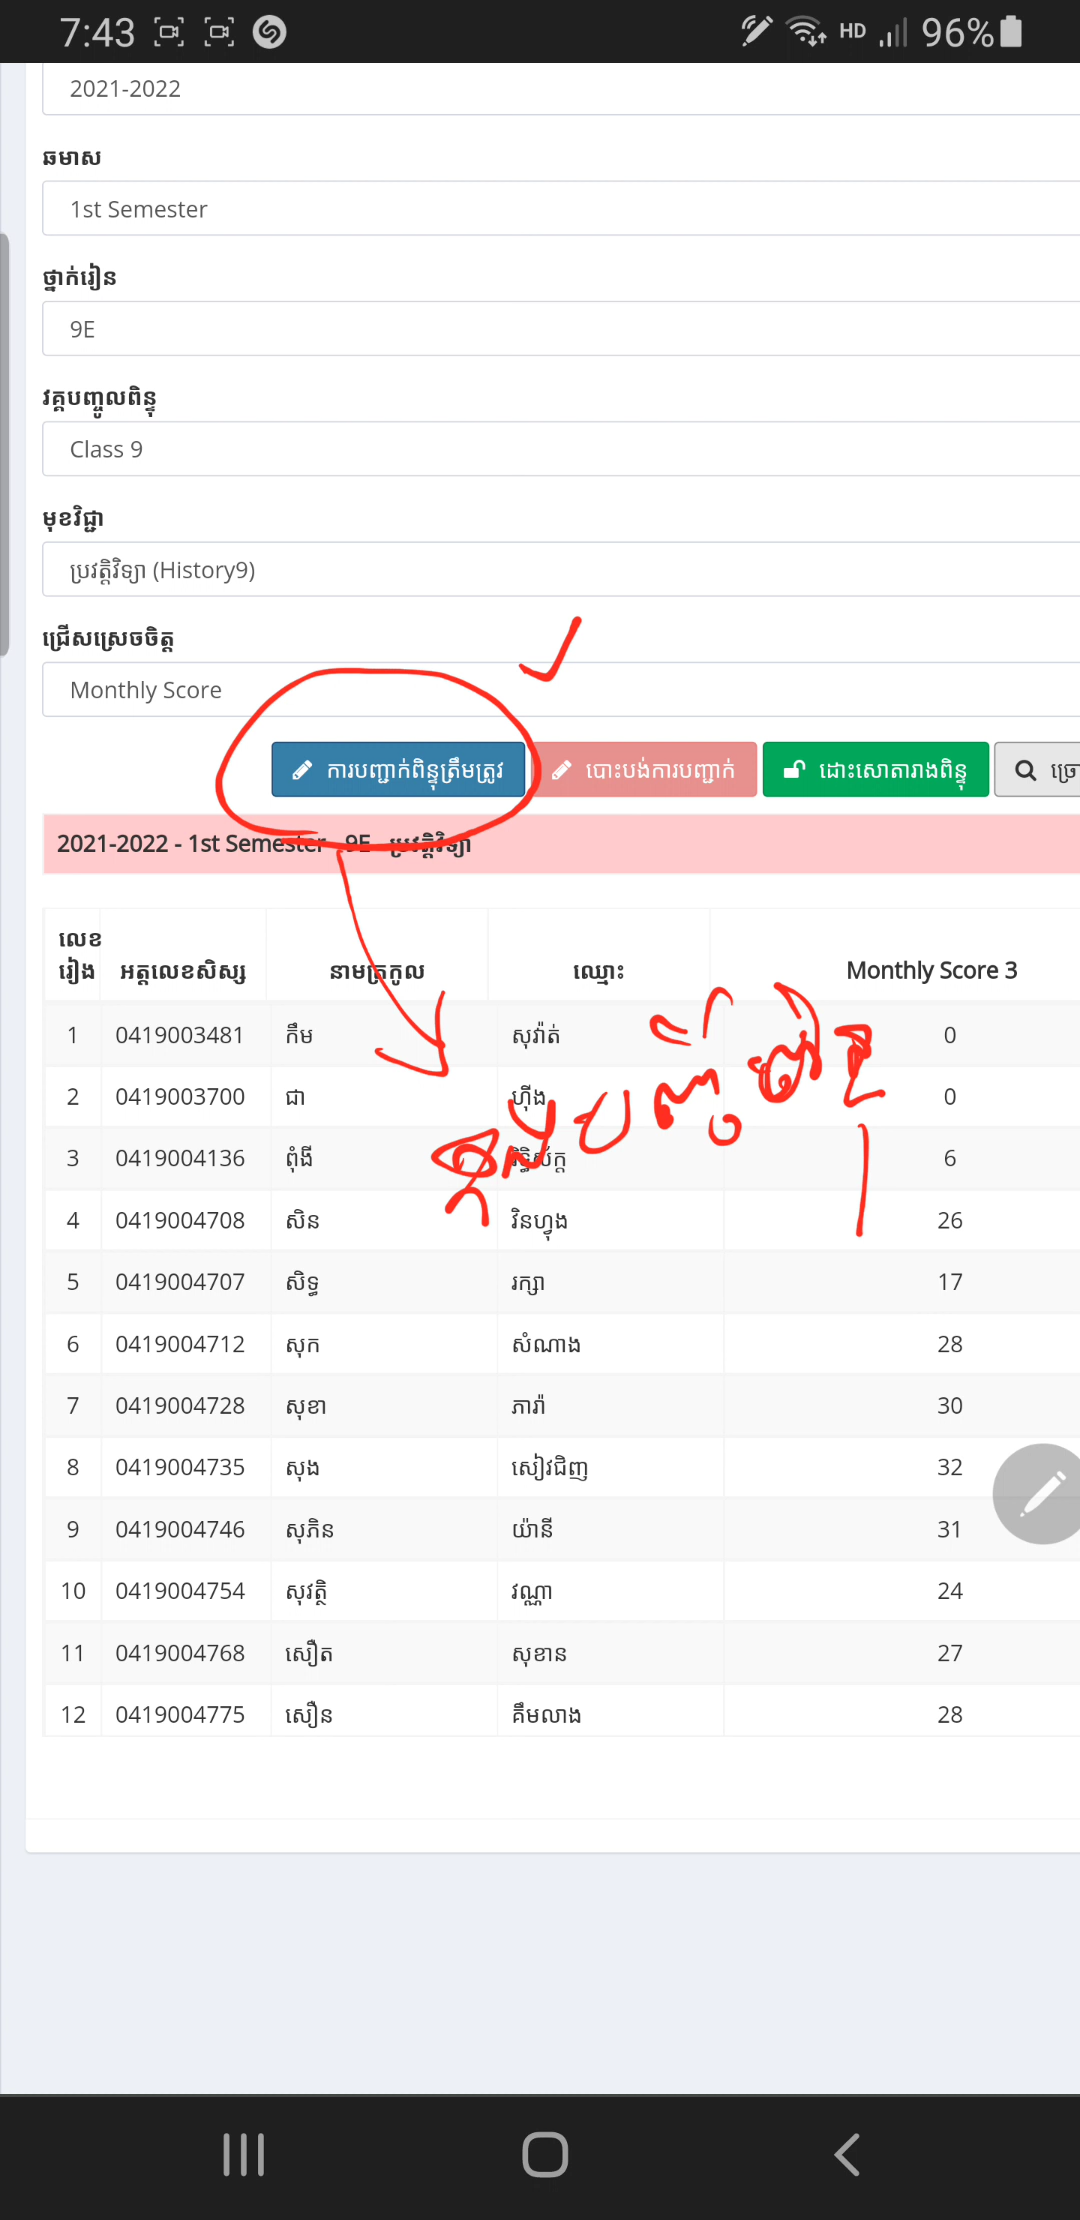 7:43 HD 96%
2021-2022
ឆមាស
1st Semester
ថ្នាក់រៀន
9E
វគ្គបញ្ចូលពិន្ទុ
Class 9
មុខវិជ្ជា
ប្រវត្តិវិទ្យា (History9)
ជ្រើសស្រេចចិត្ត
Monthly Score
ការបញ្ជាក់ពិន្ទុត្រឹមត្រូវ បោះបង់ការបញ្ជាក់ ដោះសោតារាងពិន្ទុ
2021-2022 - 1st Semester - 9E - ប្រវត្តិវិទ្យា
លេខរៀង អត្តលេខសិស្ស នាមត្រកូល ឈ្មោះ Monthly Score 3
1 0419003481 កឹម សុវ៉ាត់ 0
2 0419003700 ជា ហ៊ីង 0
3 0419004136 ពុំងី រិទ្ធិស័ក្ត 6
4 0419004708 សិន វិនហ្វុង 26
5 0419004707 សិទ្ធ រក្សា 17
6 0419004712 សុក សំណាង 28
7 0419004728 សុខា ភារ៉ា 30
8 0419004735 សុង សៀវជិញ 32
9 0419004746 សុភិន យ៉ានី 31
10 0419004754 សុវត្ថិ វណ្ណា 24
11 0419004768 សឿត សុខាន 27
12 0419004775 សឿន គឹមលាង 28